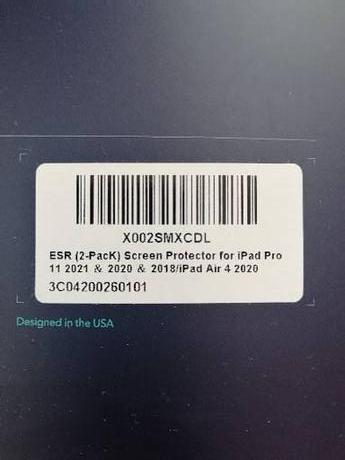 X002SMXCDL
ESR (2-PacK) Screen Protector for iPad Pro
11 2021 & 2020 & 2018/iPad Air 4 2020
3C04200260101
Designed in the USA